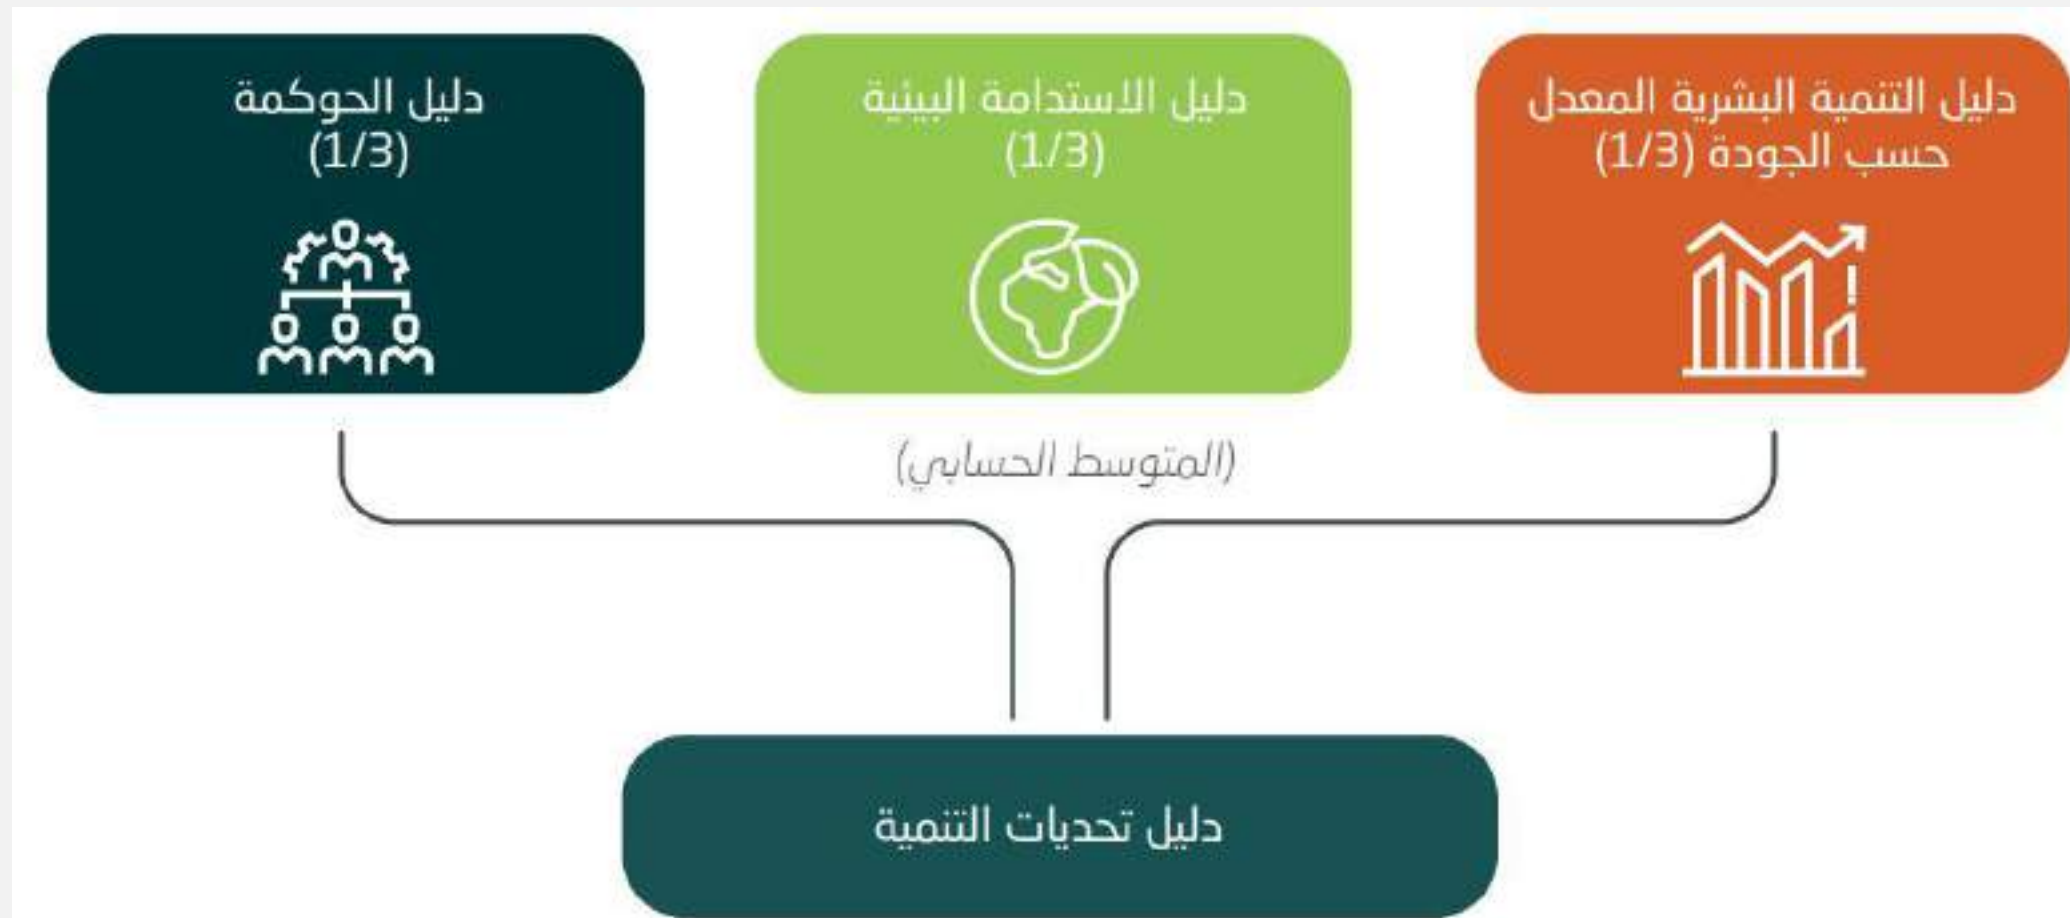 دليل التنمية البشرية المعدل
حسب الجودة (1/3)
دليل الاستدامة البيئية
(1/3)
دليل الحوكمة
(1/3)
(المتوسط الحسابي)
دليل تحديات التنمية